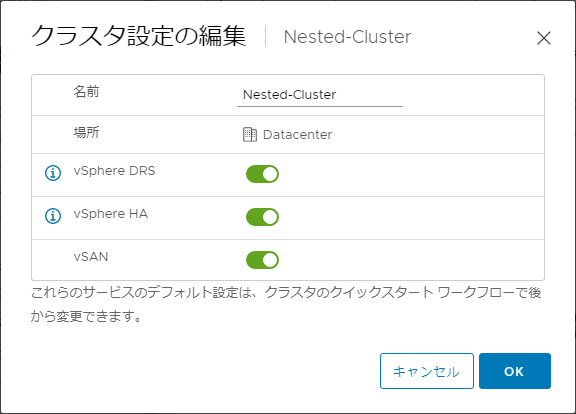 クラスタ設定の編集 Nested-Cluster
名前 Nested-Cluster
場所 Datacenter
vSphere DRS
vSphere HA
vSAN
これらのサービスのデフォルト設定は、クラスタのクイックスタート ワークフローで後
から変更できます。
キャンセル OK